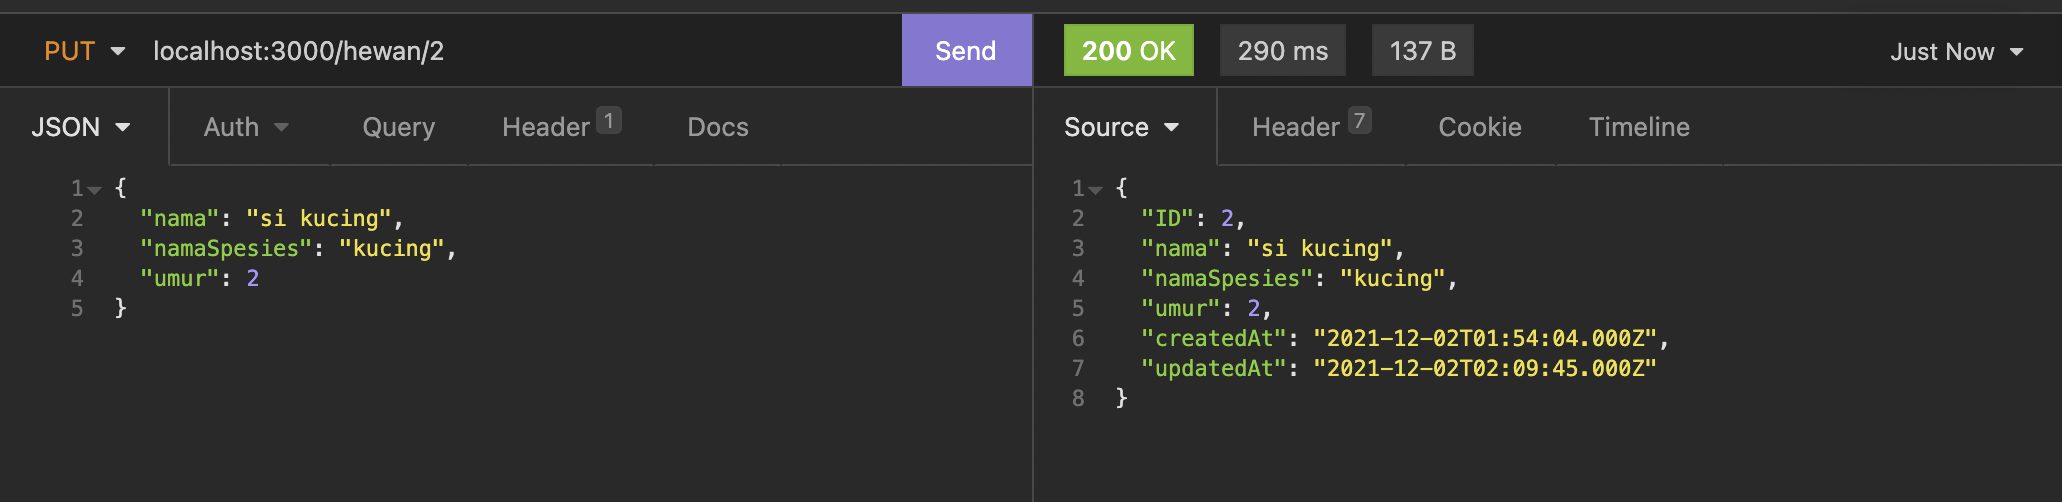 PUT localhost:3000/hewan/2 Send 200 OK 290 ms 137 B Just Now
JSON Auth Query Header 1 Docs
1 {
2 "nama": "si kucing",
3 "namaSpesies": "kucing",
4 "umur": 2
5 }
Source Header 7 Cookie Timeline
1 {
2 "ID": 2,
3 "nama": "si kucing",
4 "namaSpesies": "kucing",
5 "umur": 2,
6 "createdAt": "2021-12-02T01:54:04.000Z",
7 "updatedAt": "2021-12-02T02:09:45.000Z"
8 }